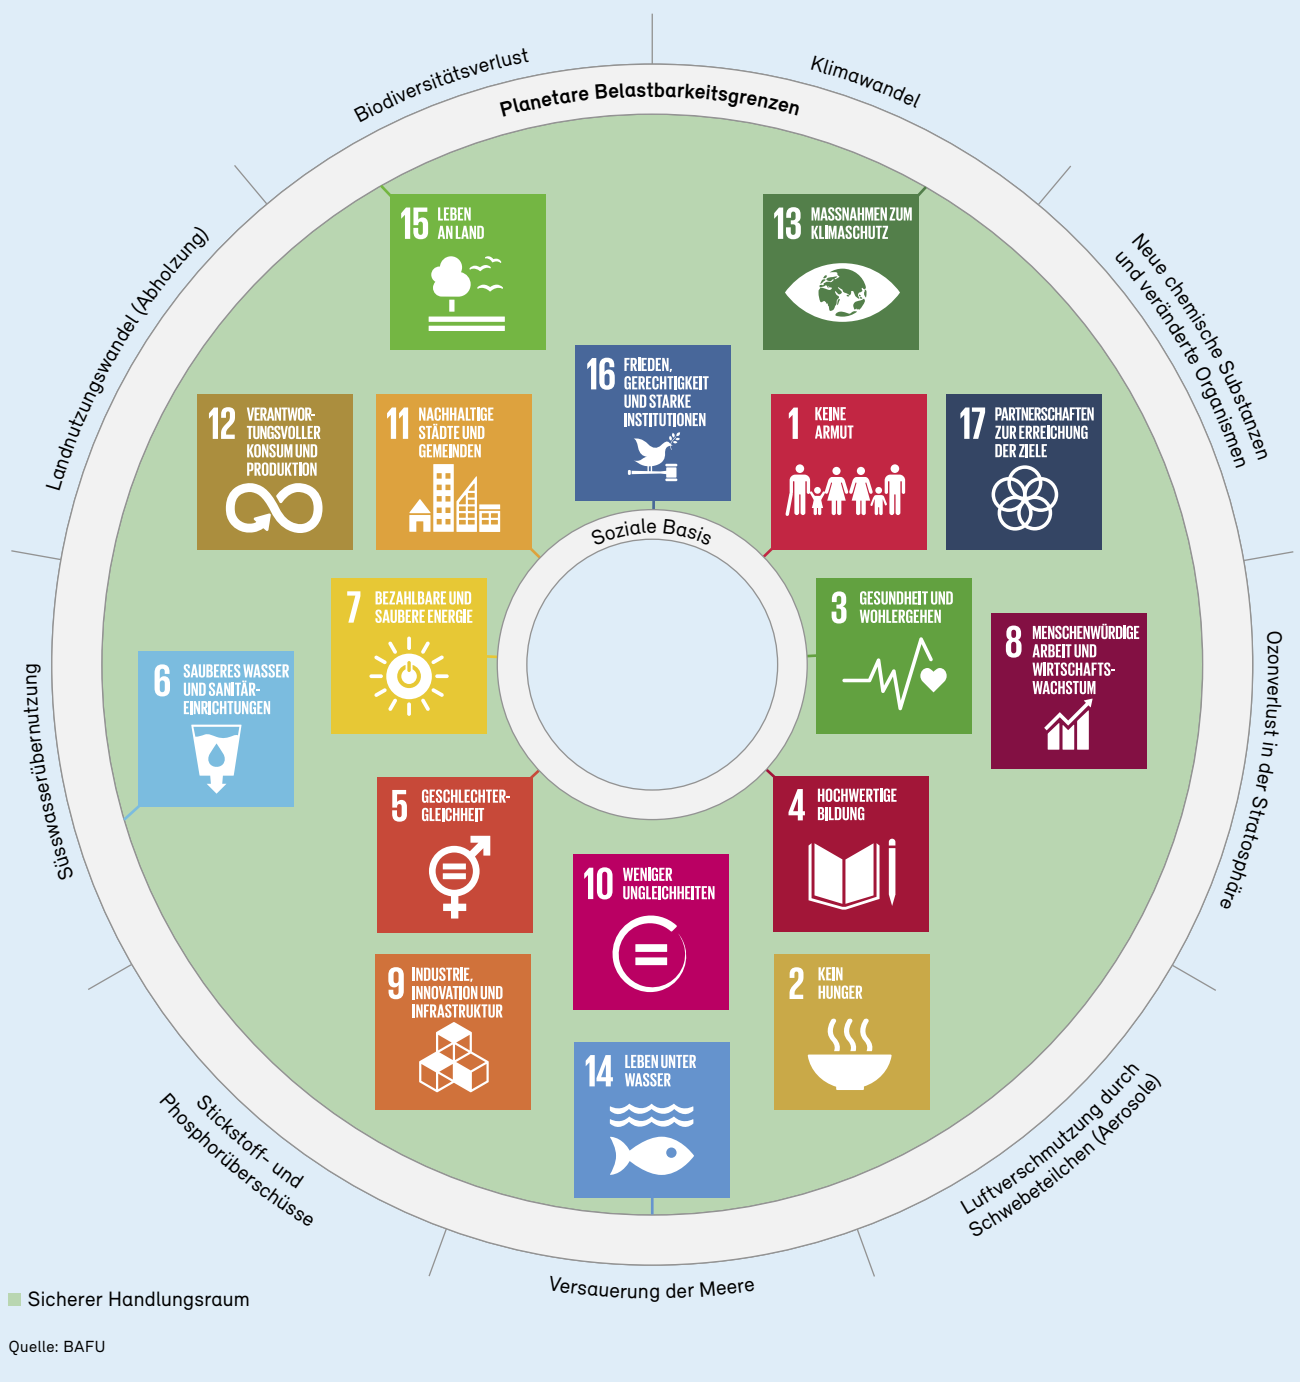 Biodiversitätsverlust
Klimawandel
Planetare Belastbarkeitsgrenzen
Landnutzungswandel (Abholzung)
Neue chemische Substanzen
und veränderte Organismen
15 LEBEN
AN LAND
13 MASSNAHMEN ZUM
KLIMASCHUTZ
16 FRIEDEN,
GERECHTIGKEIT
UND STARKE
INSTITUTIONEN
12 VERANTWOR-
TUNGSVOLLER
KONSUM UND
PRODUKTION
11 NACHHALTIGE
STÄDTE UND
GEMEINDEN
1 KEINE
ARMUT
17 PARTNERSCHAFTEN
ZUR ERREICHUNG
DER ZIELE
Soziale Basis
7 BEZAHLBARE UND
SAUBERE ENERGIE
3 GESUNDHEIT UND
WOHLERGEHEN
8 MENSCHENWÜRDIGE
ARBEIT UND
WIRTSCHAFTS-
WACHSTUM
6 SAUBERES WASSER
UND SANITÄR-
EINRICHTUNGEN
Süsswasserübernutzung
Ozonverlust in der Stratosphäre
5 GESCHLECHTER-
GLEICHHEIT
4 HOCHWERTIGE
BILDUNG
10 WENIGER
UNGLEICHHEITEN
9 INDUSTRIE,
INNOVATION UND
INFRASTRUKTUR
2 KEIN
HUNGER
14 LEBEN UNTER
WASSER
Stickstoff- und
Phosphorüberschüsse
Luftverschmutzung durch
Schwebeteilchen (Aerosole)
Versauerung der Meere
Sicherer Handlungsraum
Quelle: BAFU